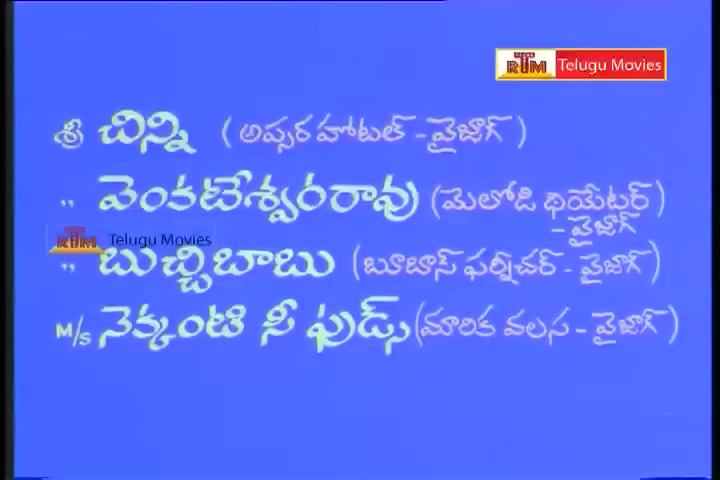 RTM Telugu Movies
శ్రీ చిన్ని (అప్సర హోటల్ - వైజాగ్)
,, వెంకటేశ్వరరావు (మెలోడి థియేటర్)
- వైజాగ్
RTM Telugu Movies
,, బుచ్చిబాబు (బూబాస్ ఫర్నీచర్ - వైజాగ్)
M/s నెక్కంటి సీ ఫుడ్స్ (మారిక వలస - వైజాగ్)